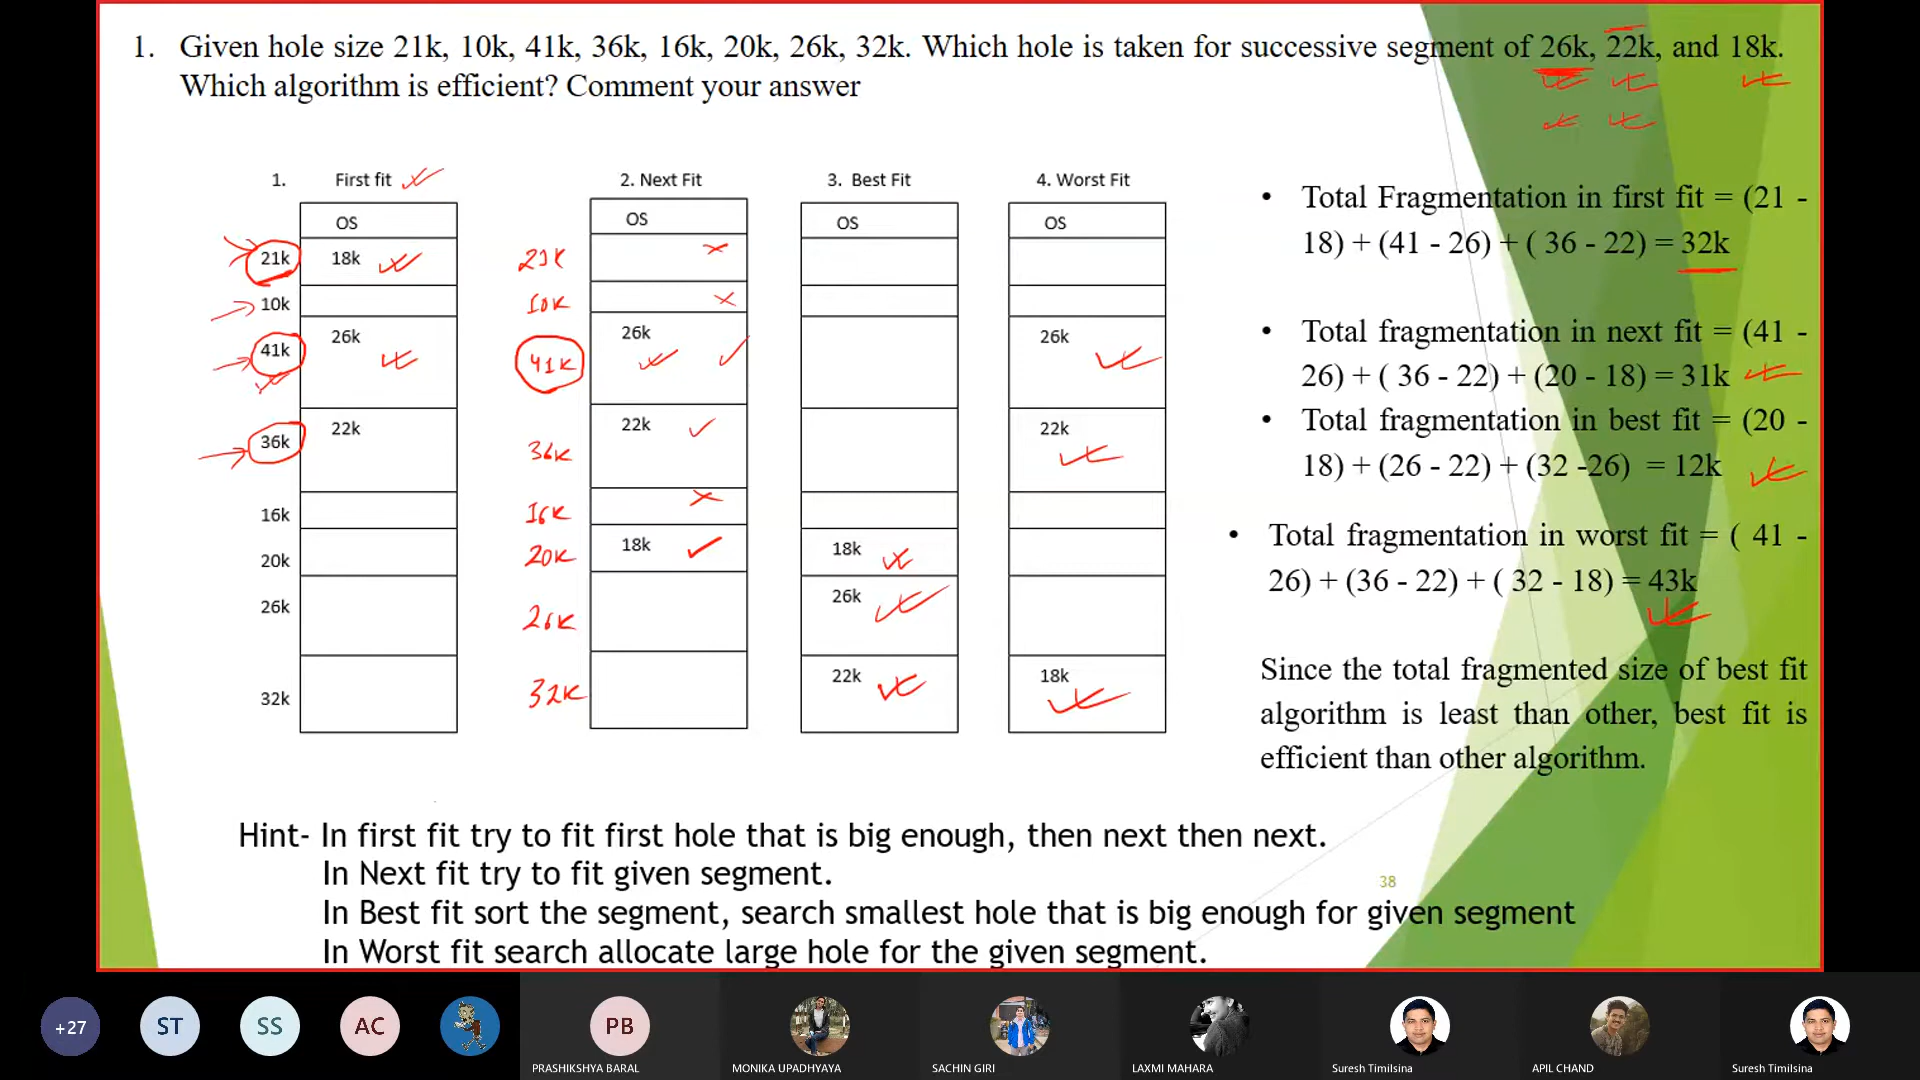 1. Given hole size 21k, 10k, 41k, 36k, 16k, 20k, 26k, 32k. Which hole is taken for successive segment of 26k, 22k, and 18k.
Which algorithm is efficient? Comment your answer
1. First fit
OS
21k 18k
10k
41k 26k
36k 22k
16k
20k
26k
32k
2. Next Fit
OS
21K
10K
41K 26k
36K 22k
16K
20K 18k
26K
32K
3. Best Fit
OS
18k
26k
22k
4. Worst Fit
OS
26k
22k
18k
• Total Fragmentation in first fit = (21 -
18) + (41 - 26) + ( 36 - 22) = 32k
• Total fragmentation in next fit = (41 -
26) + ( 36 - 22) + (20 - 18) = 31k
• Total fragmentation in best fit = (20 -
18) + (26 - 22) + (32 -26) = 12k
• Total fragmentation in worst fit = ( 41 -
26) + (36 - 22) + ( 32 - 18) = 43k
Since the total fragmented size of best fit
algorithm is least than other, best fit is
efficient than other algorithm.
Hint- In first fit try to fit first hole that is big enough, then next then next.
In Next fit try to fit given segment.
38
In Best fit sort the segment, search smallest hole that is big enough for given segment
In Worst fit search allocate large hole for the given segment.
+27 ST SS AC PB
PRASHIKSHYA BARAL MONIKA UPADHYAYA SACHIN GIRI LAXMI MAHARA Suresh Timilsina APIL CHAND Suresh Timilsina